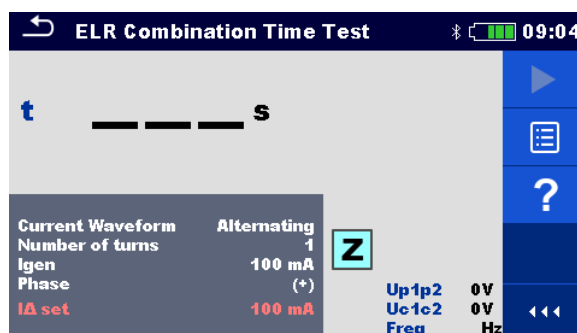 ELR Combination Time Test 09:04
t _ _ _ s
?
Current Waveform Alternating
Number of turns 1
Igen 100 mA
Phase (+)
IΔ set 100 mA
Z
Up1p2 0V
Uc1c2 0V
Freq Hz